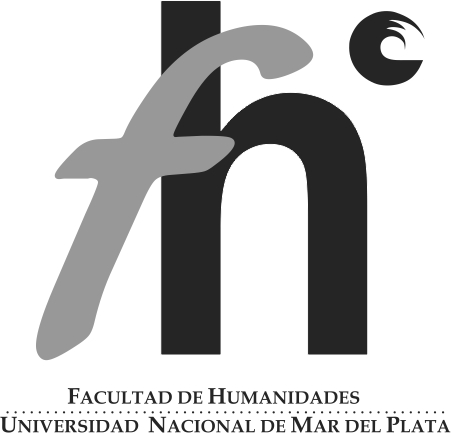 fh
FACULTAD DE HUMANIDADES
UNIVERSIDAD NACIONAL DE MAR DEL PLATA